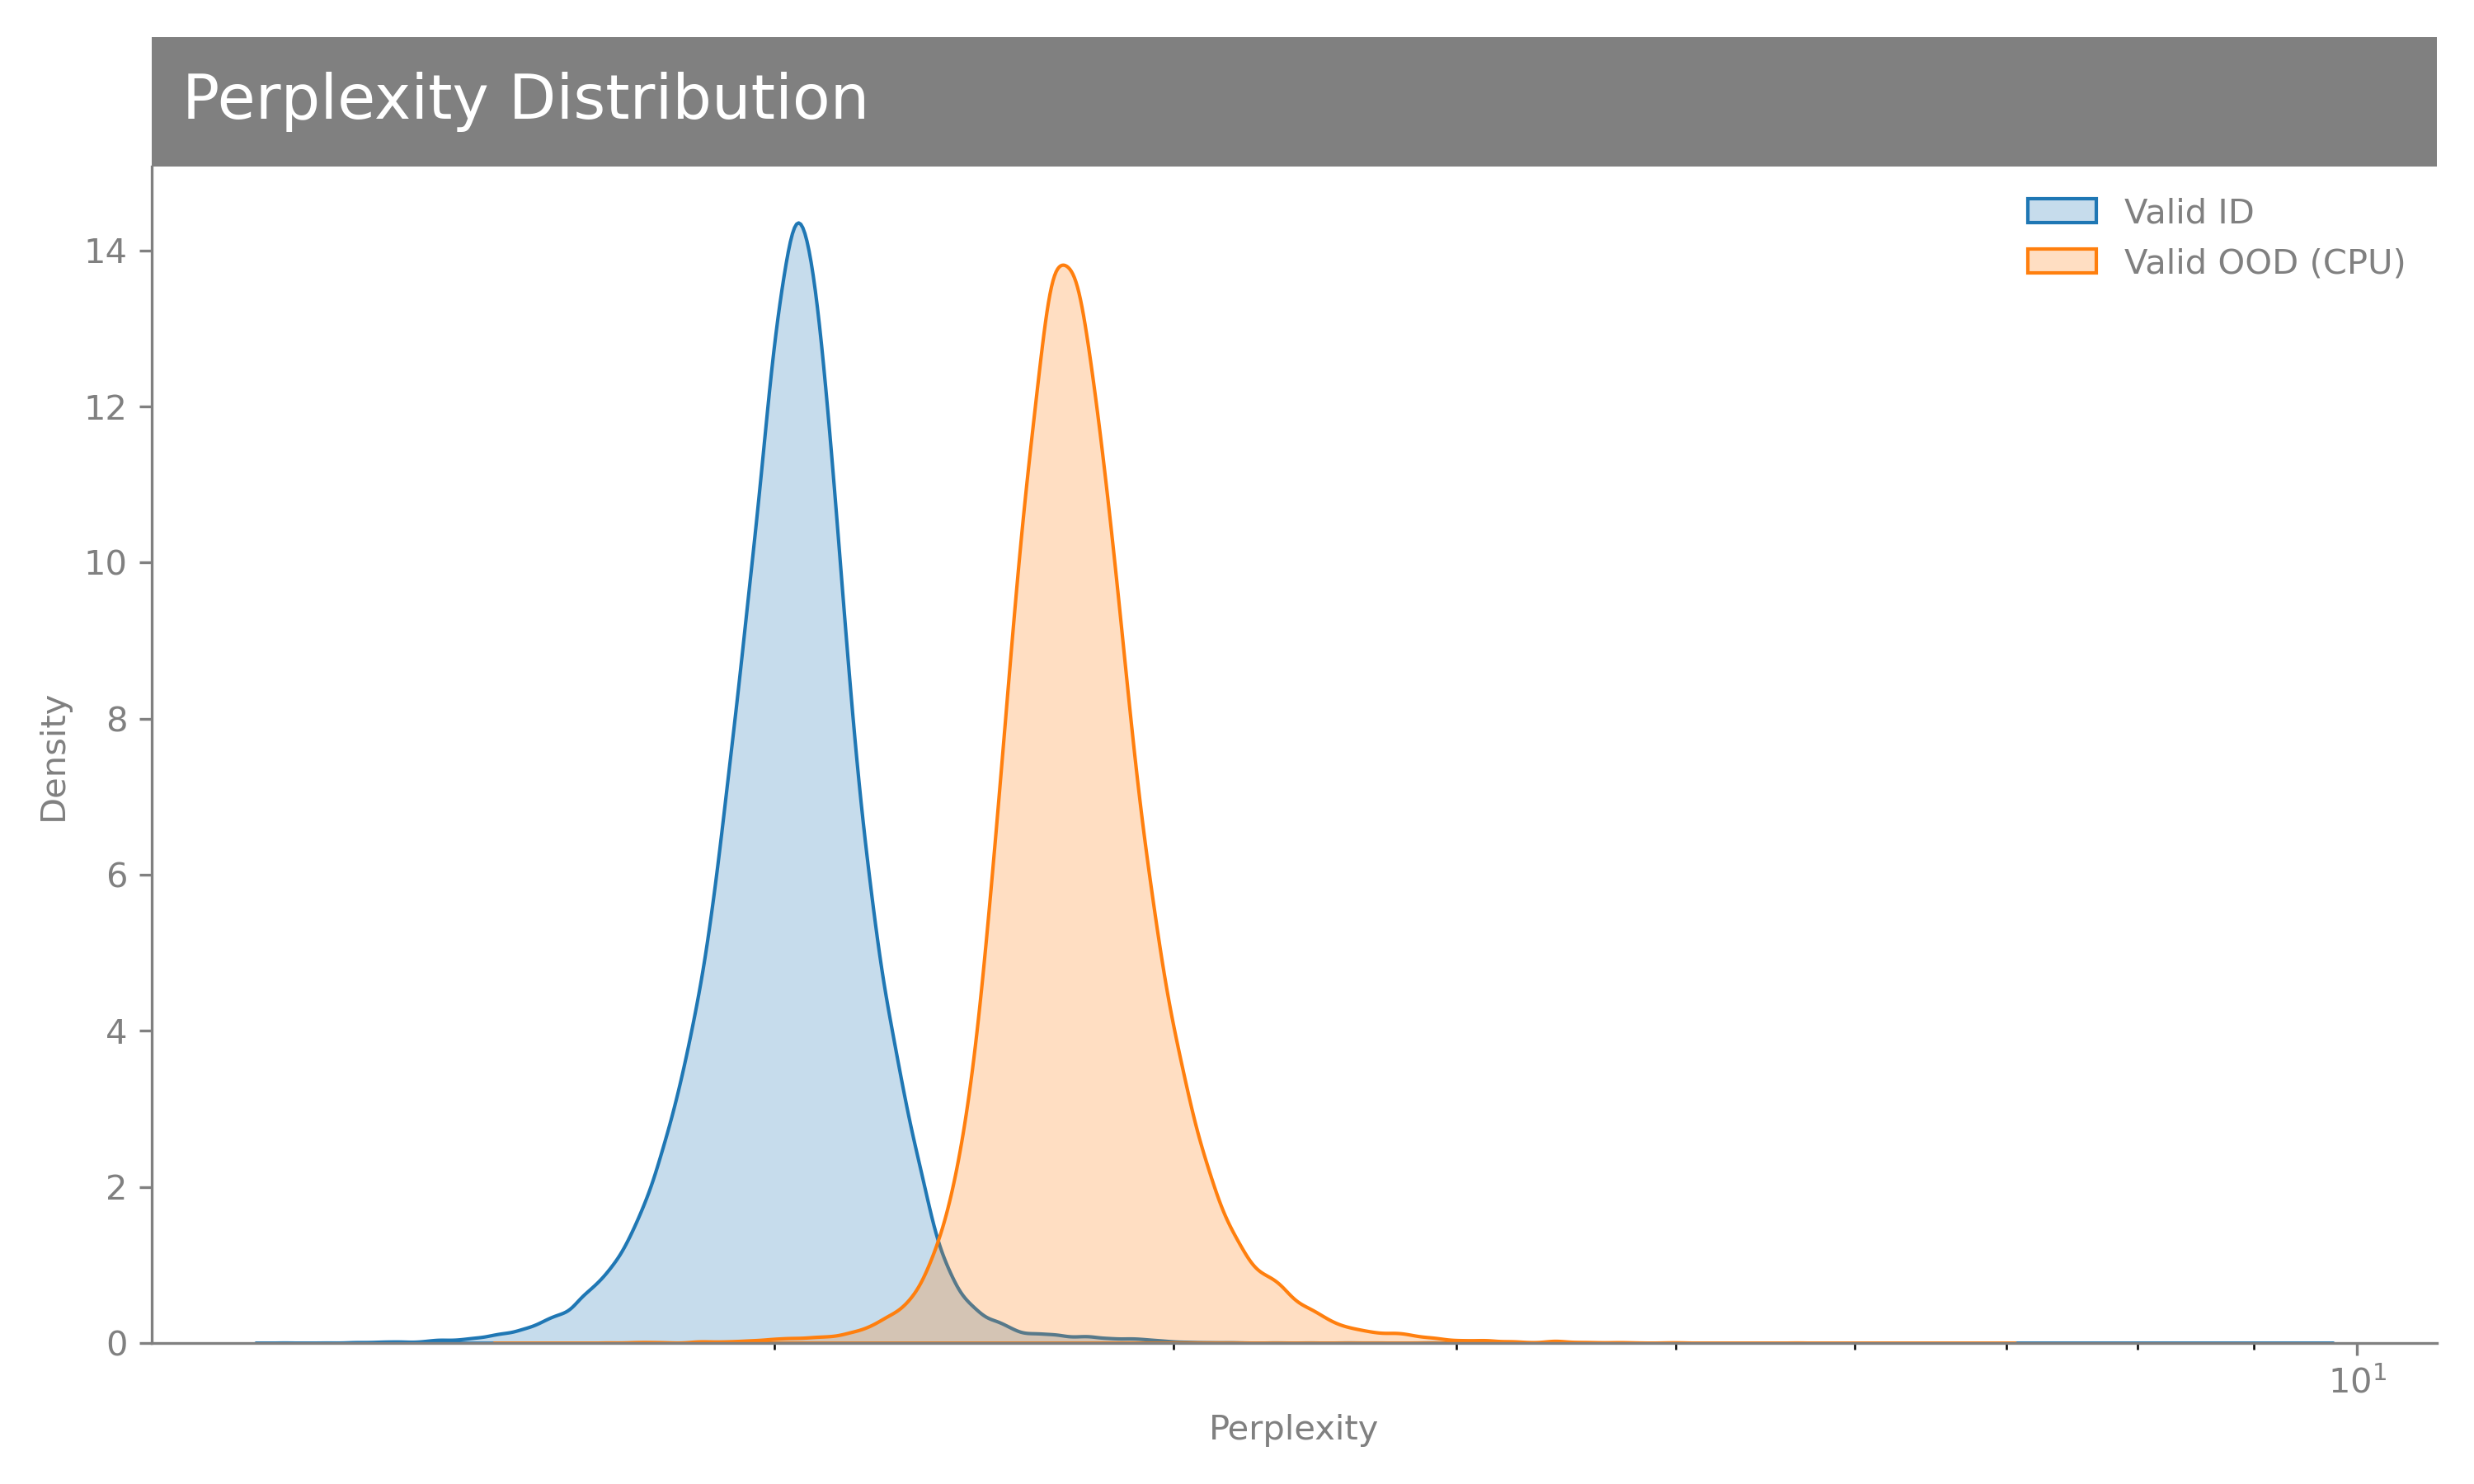 Perplexity Distribution
Valid ID
Valid OOD (CPU)
14
12
10
8
6
4
2
0
Density
10¹
Perplexity